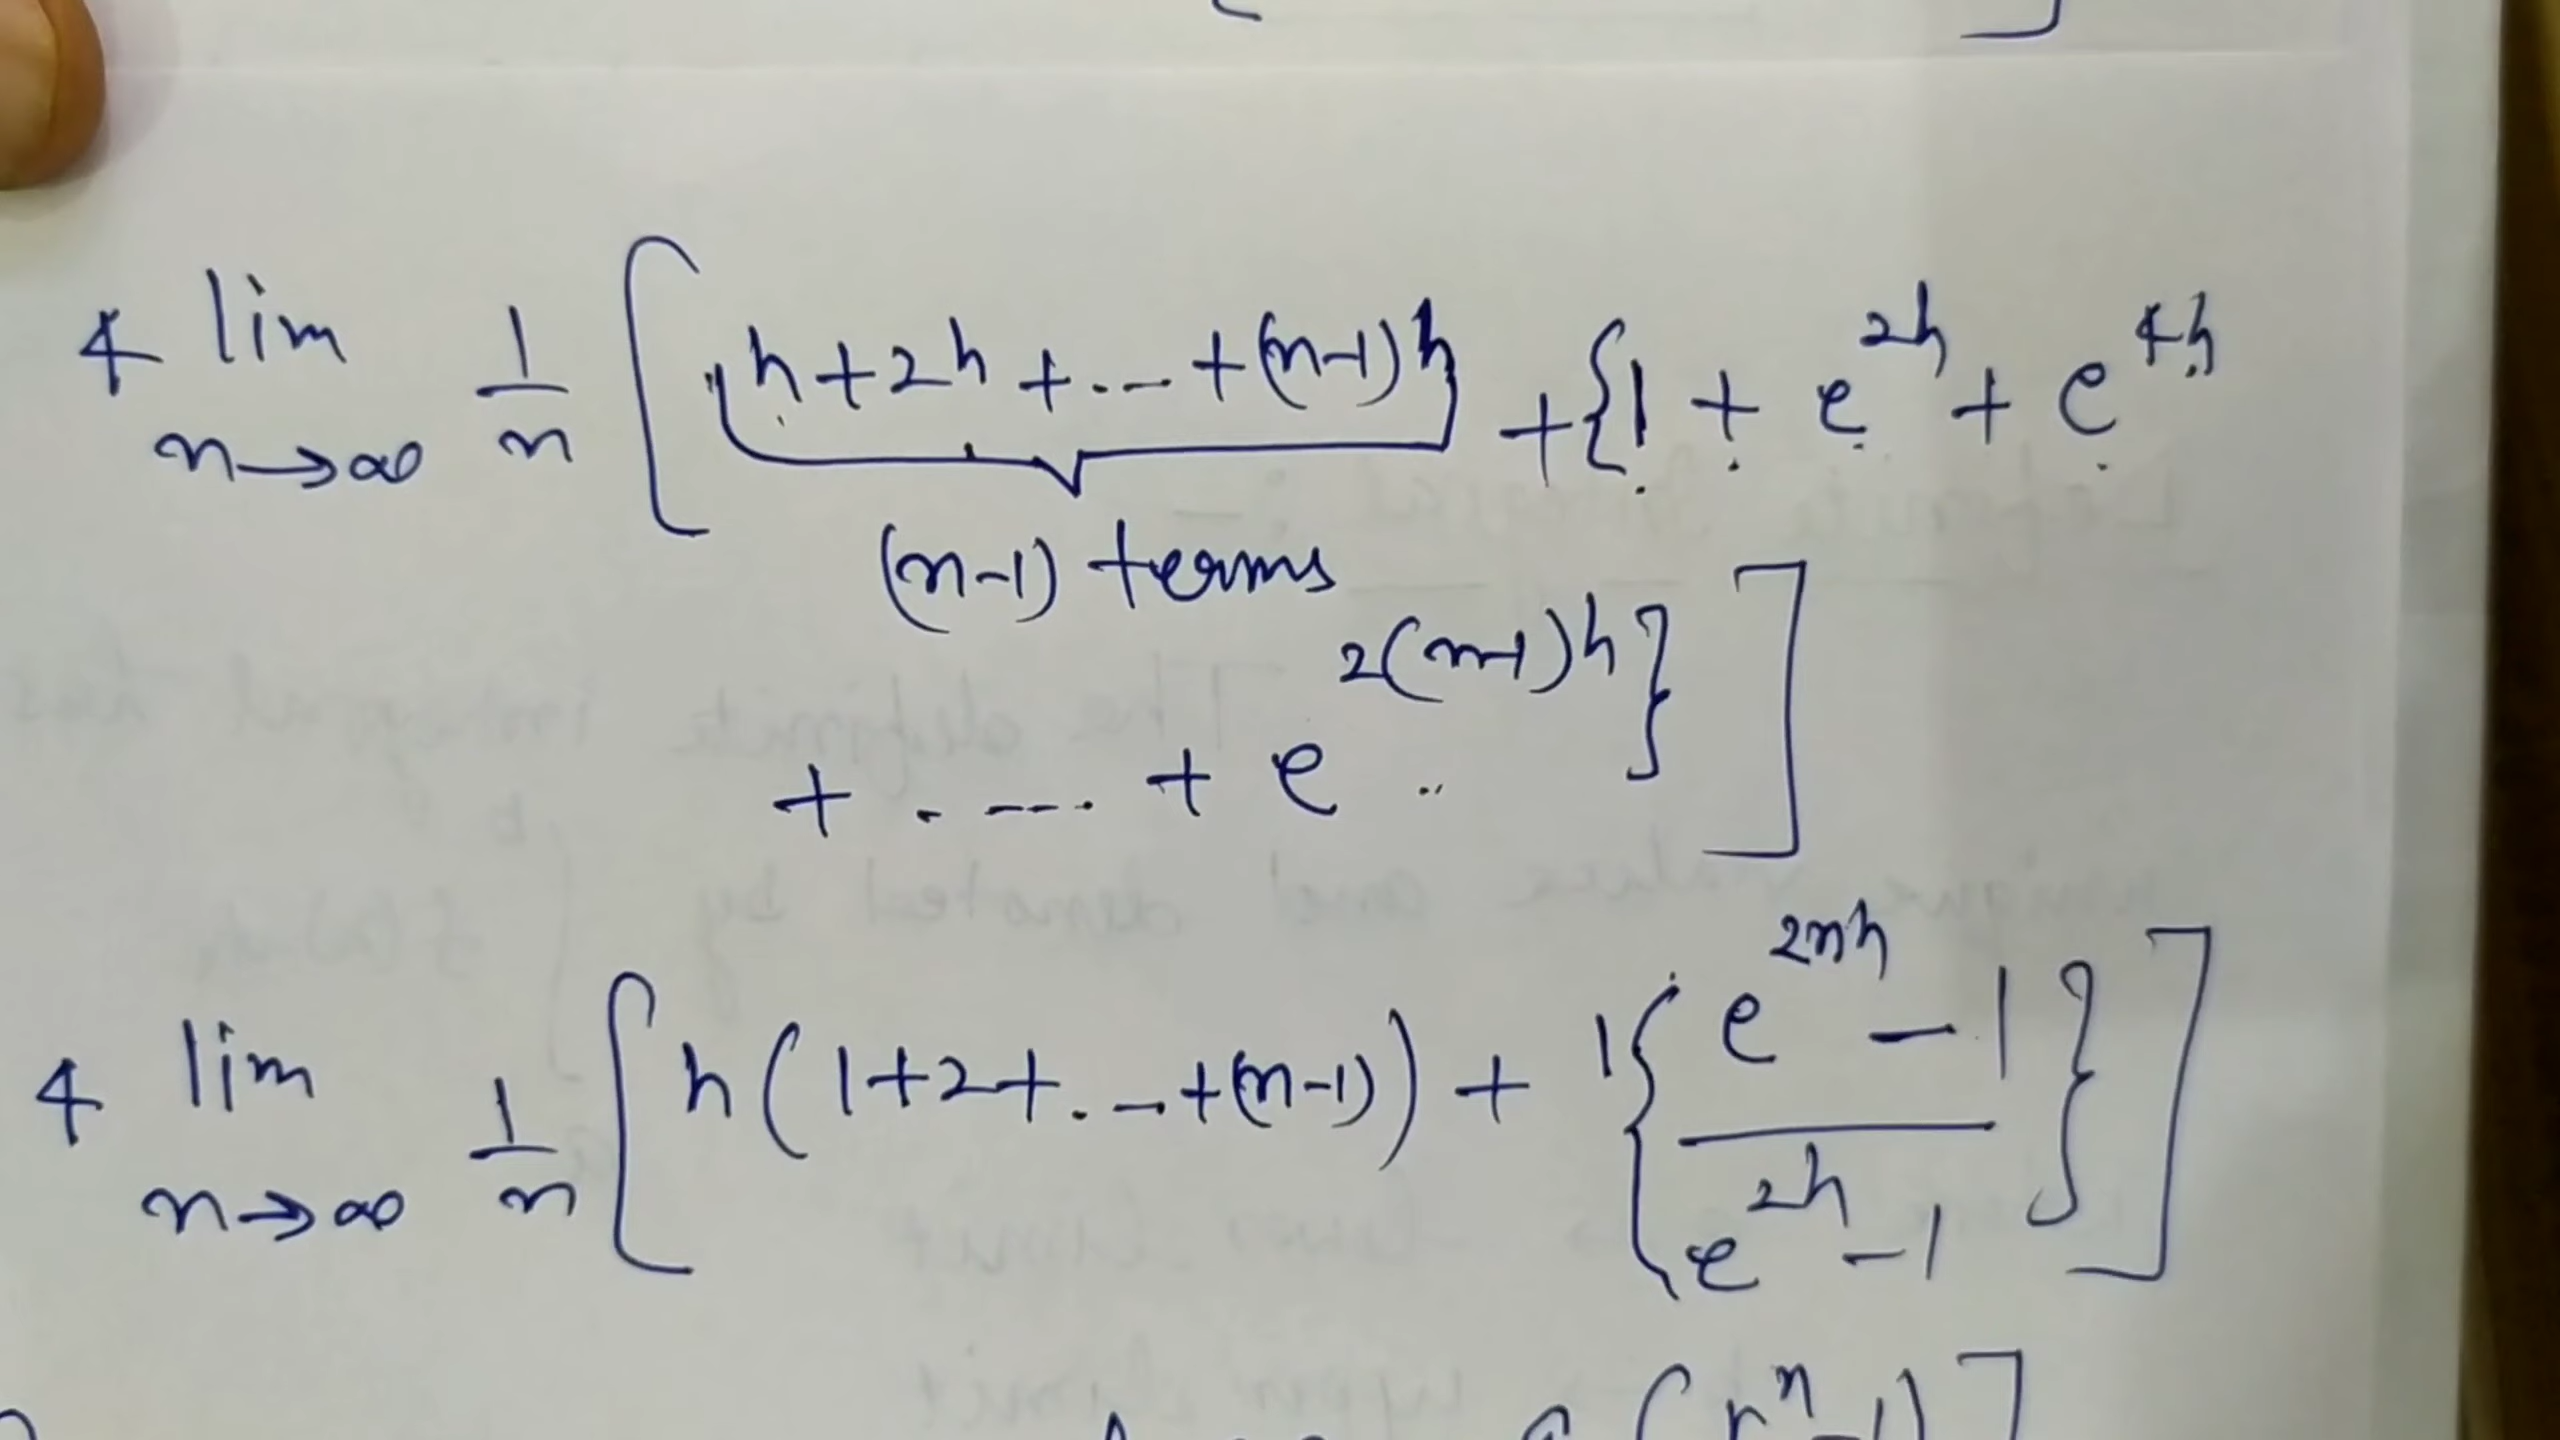 4 lim 1/n [ h+2h+...+(n-1)h + {1 + e^{2h} + e^{4h}
n→∞
(n-1) terms
+ ..... + e^{2(n-1)h} } ]
4 lim 1/n [ h(1+2+...+(n-1)) + 1{ (e^{2nh} - 1)/(e^{2h} - 1) } ]
n→∞
(r^n-1) ]